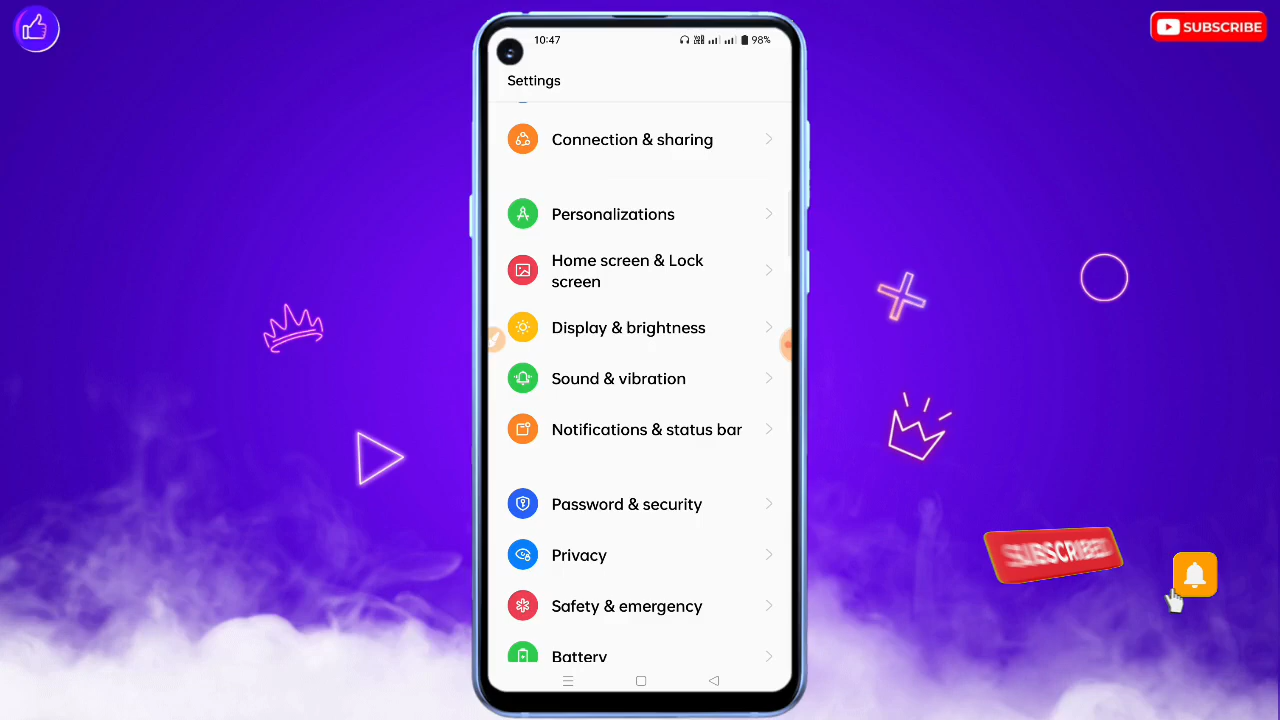 SUBSCRIBE
10:47
98%
Settings
Connection & sharing
Personalizations
Home screen & Lock
screen
Display & brightness
Sound & vibration
Notifications & status bar
Password & security
Privacy
SUBSCRIBE
Safety & emergency
Battery